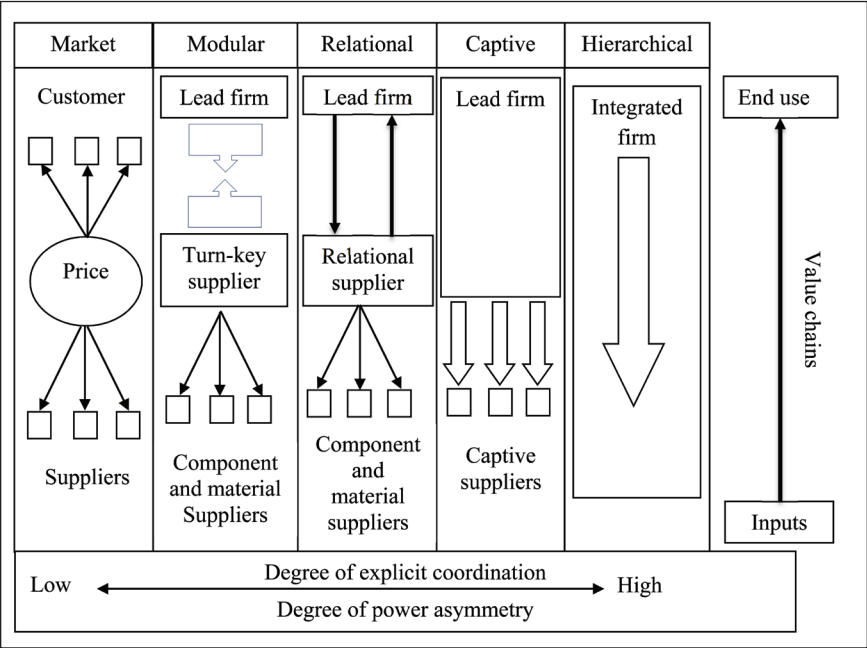 Market
Modular
Relational
Captive
Hierarchical
Customer
Price
Suppliers
Lead firm
Turn-key
supplier
Component
and material
Suppliers
Lead firm
Relational
supplier
Component
and
material
suppliers
Lead firm
Captive
suppliers
Integrated
firm
End use
Value chains
Inputs
Low
Degree of explicit coordination
High
Degree of power asymmetry